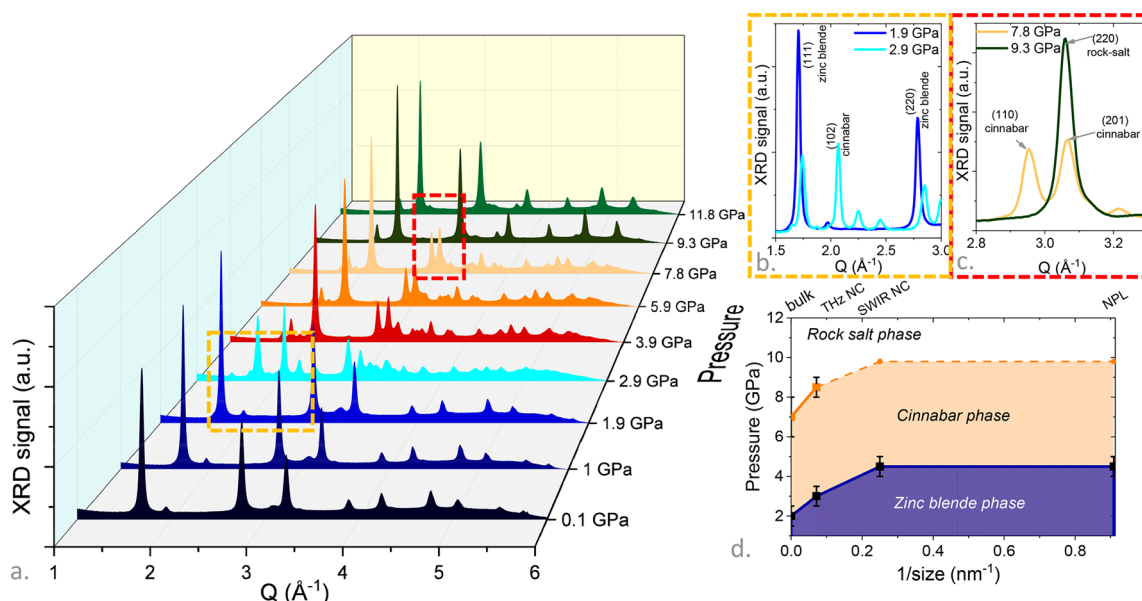 a.
XRD signal (a.u.)
Q (Å⁻¹)
1
2
3
4
5
6
0.1 GPa
1 GPa
1.9 GPa
2.9 GPa
3.9 GPa
5.9 GPa
7.8 GPa
9.3 GPa
11.8 GPa
Pressure
b.
XRD signal (a.u.)
(111)
zinc blende
1.9 GPa
2.9 GPa
(102)
cinnabar
(220)
zinc blende
1.5
2.0
2.5
3.0
Q (Å⁻¹)
c.
XRD signal (a.u.)
7.8 GPa
9.3 GPa
(220)
rock-salt
(110)
cinnabar
(201)
cinnabar
2.8
3.0
3.2
Q (Å⁻¹)
d.
bulk
THz NC
SWIR NC
NPL
Pressure (GPa)
12
10
8
6
4
2
Rock salt phase
Cinnabar phase
Zinc blende phase
0.0
0.2
0.4
0.6
0.8
1/size (nm⁻¹)